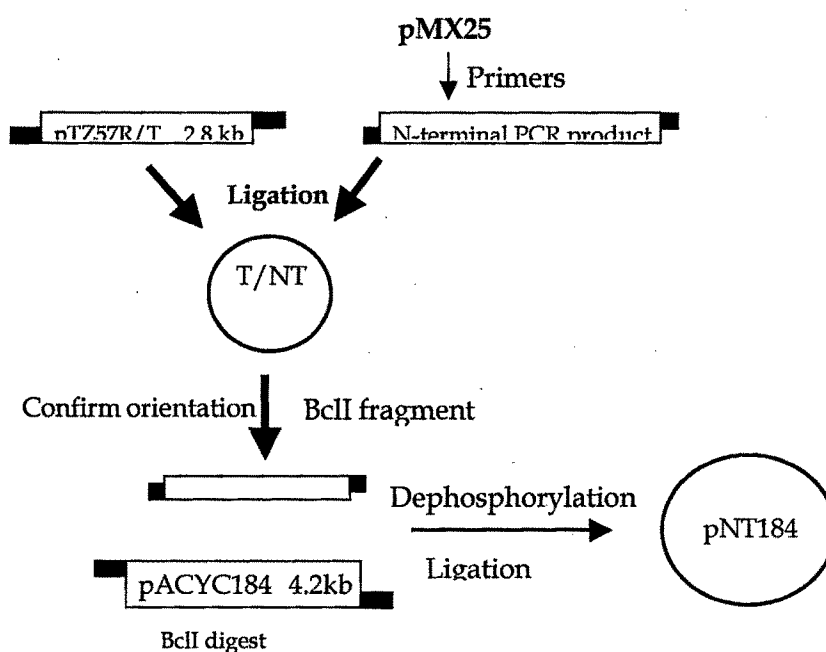 pMX25
Primers
pTZ57R/T 2.8 kb
N-terminal PCR product
Ligation
T/NT
Confirm orientation
BclI fragment
Dephosphorylation
Ligation
pNT184
pACYC184 4.2kb
BclI digest